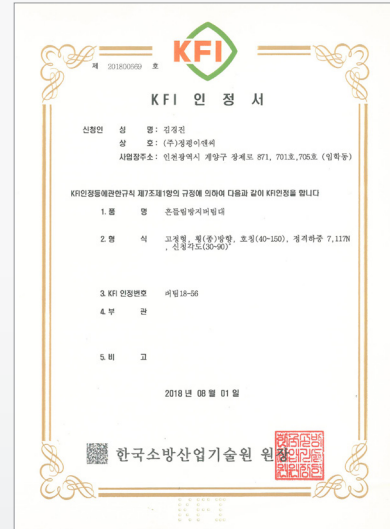 KFI
제 201800569 호
KFI 인 정 서
신청인 성 명: 김정진
상 호: (주)정평이앤씨
사업장주소: 인천광역시 계양구 장제로 871, 701호,705호 (임학동)
KFI인정등에관한규칙 제7조제1항의 규정에 의하여 다음과 같이 KFI인정을 합니다
1. 품 명 흔들림방지버팀대
2. 형 식 고정형, 횡(종)방향, 호칭(40-150), 정격하중 7,117N
, 신청각도(30-90)˚
3. KFI 인정번호 버팀18-56
4. 부 관
5. 비 고
2018 년 08 월 01 일
한국소방산업기술원 원장
KFI